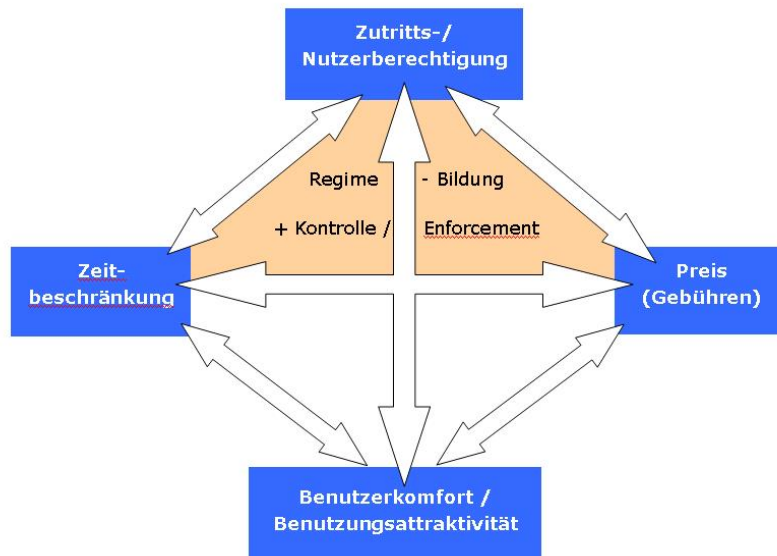 Zutritts-/
Nutzerberechtigung
Regime - Bildung
+ Kontrolle / Enforcement
Zeit-
beschränkung
Preis
(Gebühren)
Benutzerkomfort /
Benutzungsattraktivität